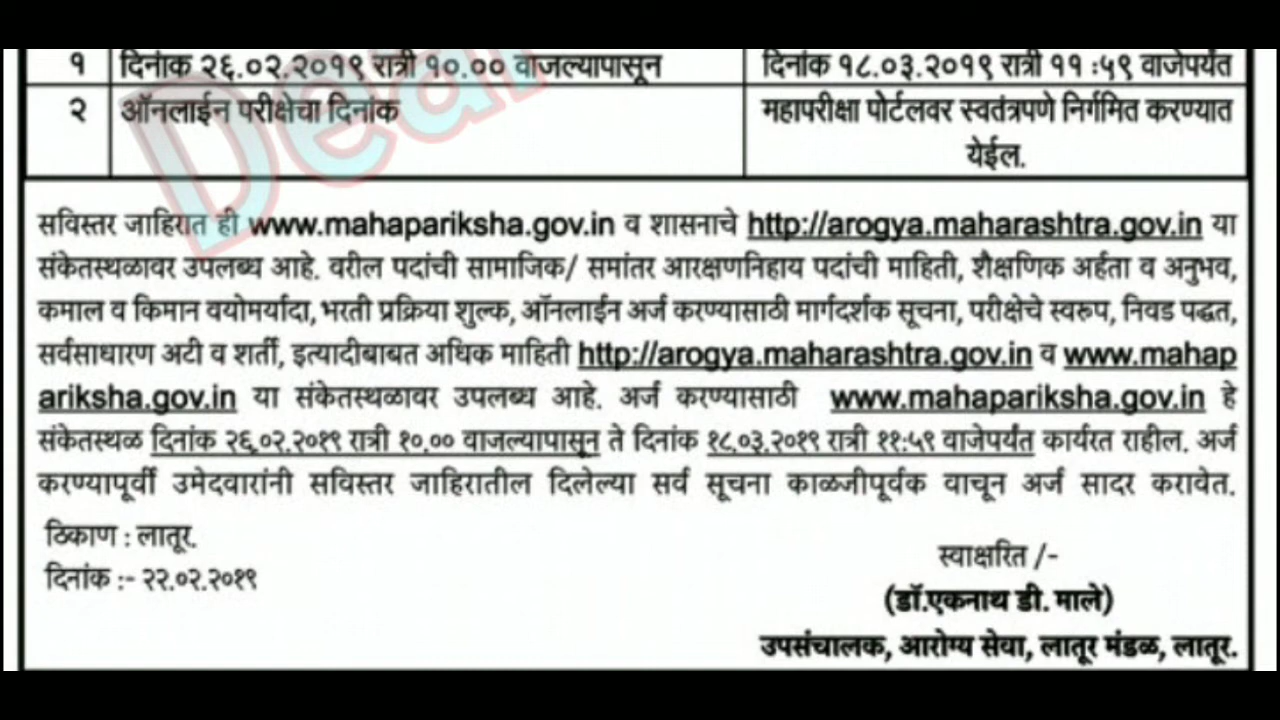 १ दिनांक २६.०२.२०१९ रात्री १०.०० वाजल्यापासून दिनांक १८.०३.२०१९ रात्री ११:५९ वाजेपर्यंत
२ ऑनलाईन परीक्षेचा दिनांक महापरीक्षा पोर्टलवर स्वतंत्रपणे निर्गमित करण्यात
येईल.
Deal
सविस्तर जाहिरात ही www.mahapariksha.gov.in व शासनाचे http://arogya.maharashtra.gov.in या
संकेतस्थळावर उपलब्ध आहे. वरील पदांची सामाजिक/ समांतर आरक्षणनिहाय पदांची माहिती, शैक्षणिक अर्हता व अनुभव,
कमाल व किमान वयोमर्यादा, भरती प्रक्रिया शुल्क, ऑनलाईन अर्ज करण्यासाठी मार्गदर्शक सूचना, परीक्षेचे स्वरुप, निवड पद्धत,
सर्वसाधारण अटी व शर्ती, इत्यादीबाबत अधिक माहिती http://arogya.maharashtra.gov.in व www.mahap
ariksha.gov.in या संकेतस्थळावर उपलब्ध आहे. अर्ज करण्यासाठी www.mahapariksha.gov.in हे
संकेतस्थळ दिनांक २६.०२.२०१९ रात्री १०.०० वाजल्यापासून ते दिनांक १८.०३.२०१९ रात्री ११:५९ वाजेपर्यंत कार्यरत राहील. अर्ज
करण्यापूर्वी उमेदवारांनी सविस्तर जाहिरातील दिलेल्या सर्व सूचना काळजीपूर्वक वाचून अर्ज सादर करावेत.
ठिकाण : लातूर.
दिनांक :- २२.०२.२०१९
स्वाक्षरित /-
(डॉ.एकनाथ डी. माले)
उपसंचालक, आरोग्य सेवा, लातूर मंडळ, लातूर.